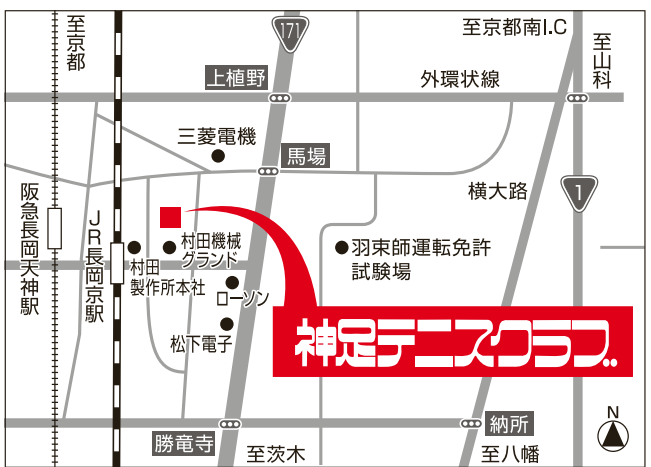 至京都
171
至京都南I.C
至山科
上植野
外環状線
三菱電機
馬場
横大路
1
阪急長岡天神駅
JR長岡京駅
村田機械
グランド
村田
製作所本社
羽束師運転免許
試験場
ローソン
松下電子
神足テニスクラブ
N
納所
勝竜寺
至茨木
至八幡